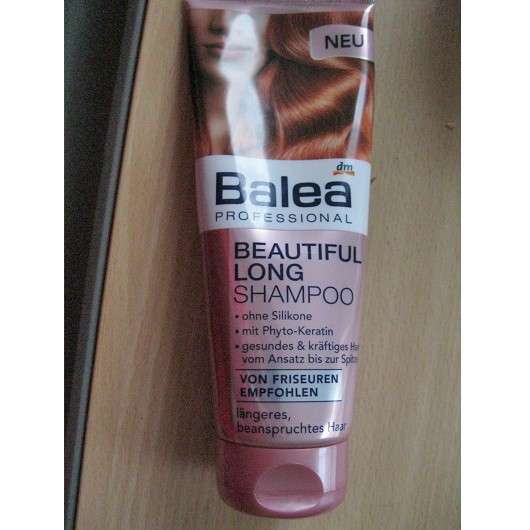 NEU
dm
Balea
PROFESSIONAL
BEAUTIFUL
LONG
SHAMPOO
• ohne Silikone
• mit Phyto-Keratin
• gesundes & kräftiges
vom Ansatz bis zur Spitze
VON FRISEUREN
EMPFOHLEN
längeres,
beanspruchtes Haar